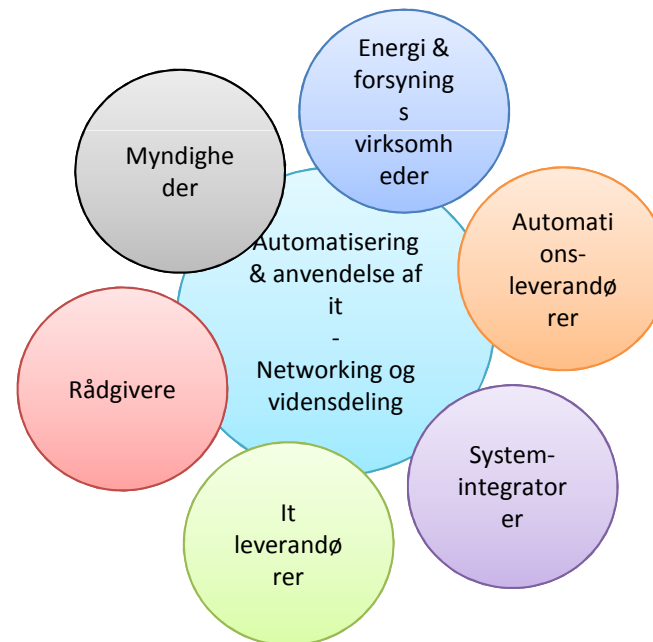 Energi &
forsyning
s
virksomh
eder
Myndighe
der
Automatisering
& anvendelse af
it
-
Networking og
vidensdeling
Automati
ons-
leverandø
rer
Rådgivere
System-
integrator
er
It
leverandø
rer